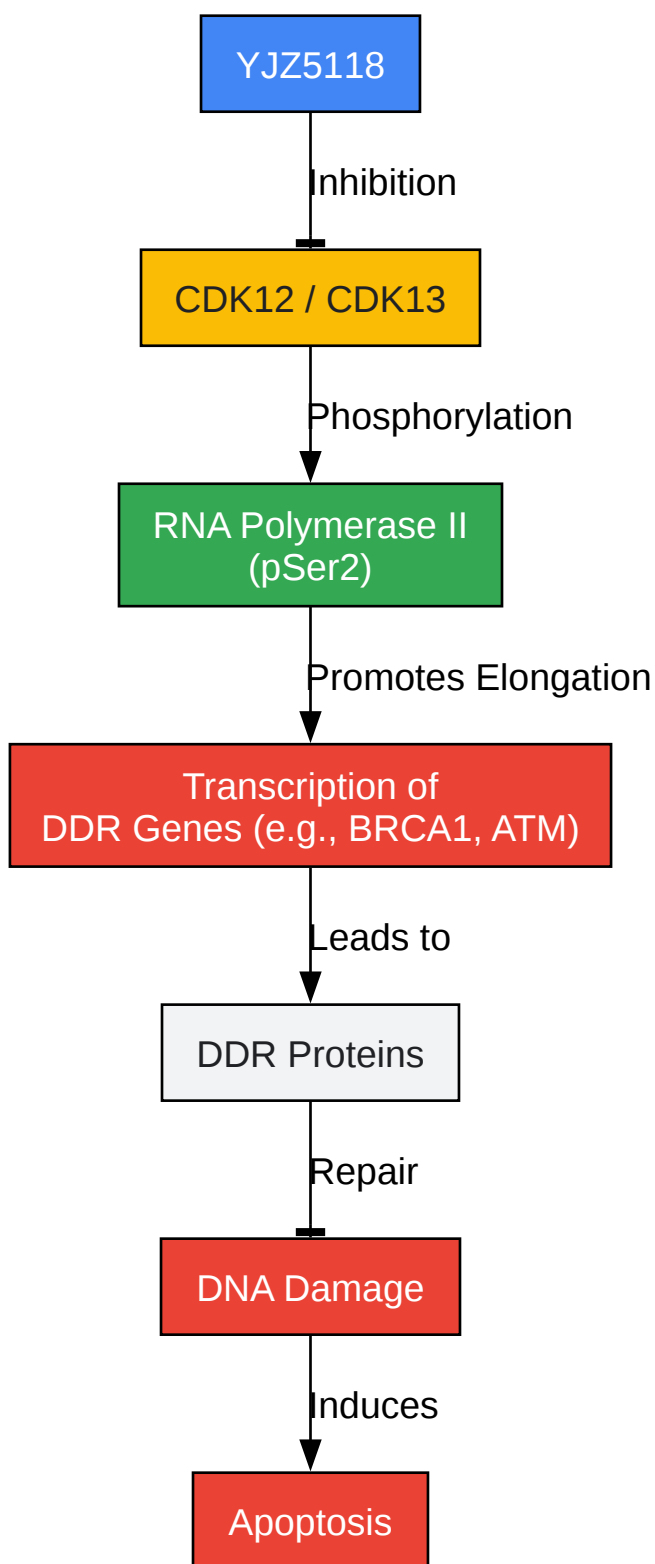 YJZ5118
Inhibition
CDK12 / CDK13
Phosphorylation
RNA Polymerase II
(pSer2)
Promotes Elongation
Transcription of
DDR Genes (e.g., BRCA1, ATM)
Leads to
DDR Proteins
Repair
DNA Damage
Induces
Apoptosis